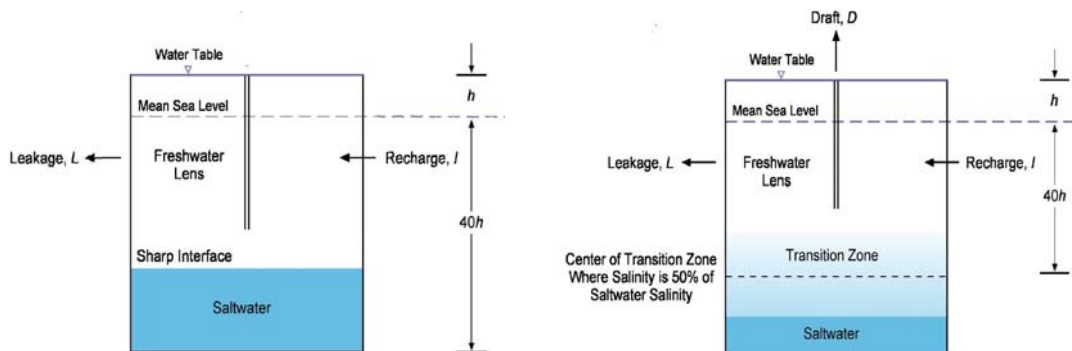 Water Table
Mean Sea Level
h
Leakage, L
Freshwater
Lens
Recharge, I
40h
Sharp Interface
Saltwater
Draft, D
Water Table
Mean Sea Level
h
Leakage, L
Freshwater
Lens
Recharge, I
40h
Center of Transition Zone
Where Salinity is 50% of
Saltwater Salinity
Transition Zone
Saltwater